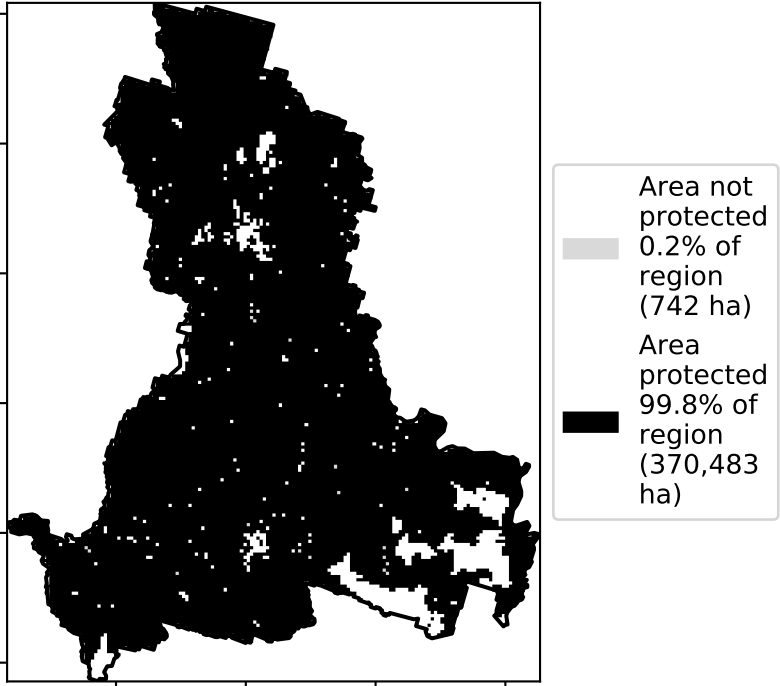 Area not
protected
0.2% of
region
(742 ha)
Area
protected
99.8% of
region
(370,483
ha)